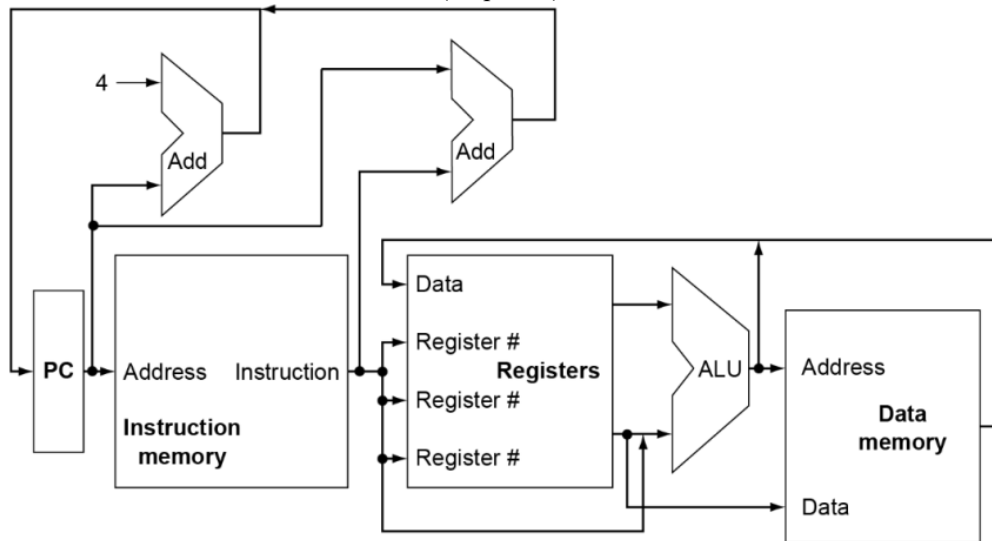 4
Add
Add
Data
Register #
PC
Address
Instruction
Registers
ALU
Address
Register #
Instruction
memory
Data
memory
Register #
Data